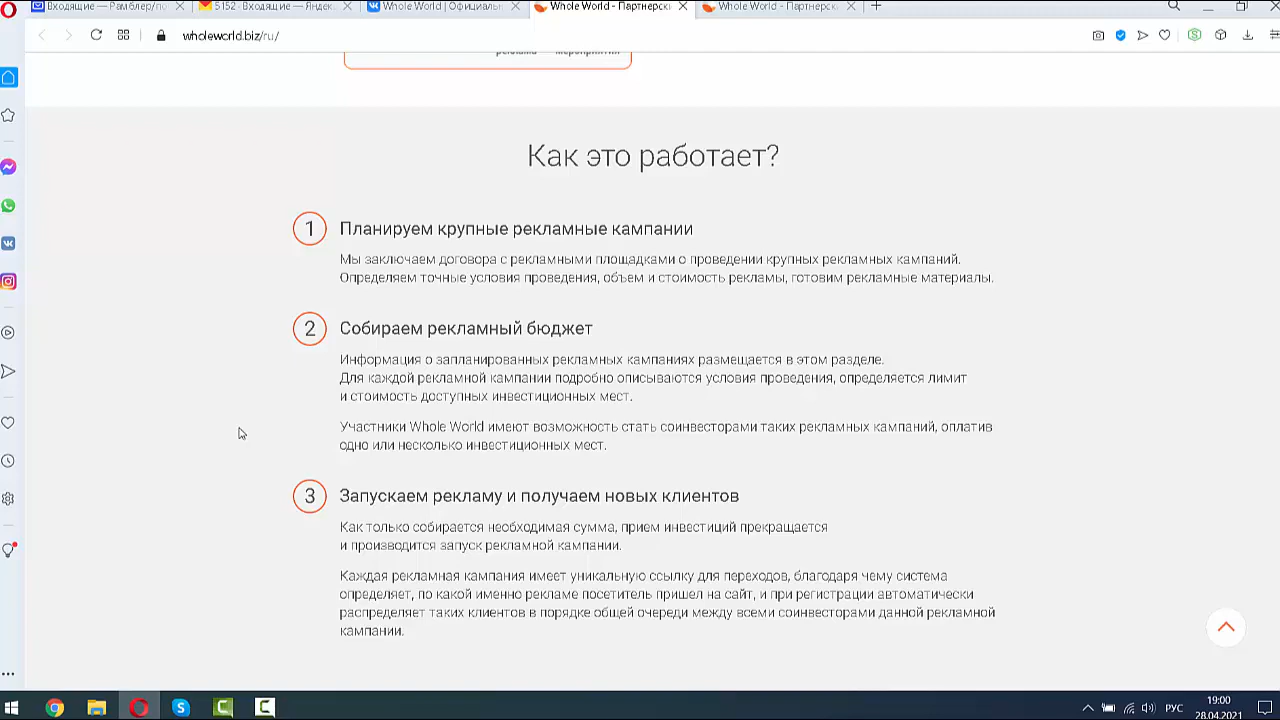 Входящие — Рамблер/по
5152 · Входящие — Яндек
Whole World | Официаль
Whole World - Партнерск
Whole World - Партнерск
wholeworld.biz/ru/
реклама мероприятия
Как это работает?
1 Планируем крупные рекламные кампании
Мы заключаем договора с рекламными площадками о проведении крупных рекламных кампаний.
Определяем точные условия проведения, объем и стоимость рекламы, готовим рекламные материалы.
2 Собираем рекламный бюджет
Информация о запланированных рекламных кампаниях размещается в этом разделе.
Для каждой рекламной кампании подробно описываются условия проведения, определяется лимит
и стоимость доступных инвестиционных мест.
Участники Whole World имеют возможность стать соинвесторами таких рекламных кампаний, оплатив
одно или несколько инвестиционных мест.
3 Запускаем рекламу и получаем новых клиентов
Как только собирается необходимая сумма, прием инвестиций прекращается
и производится запуск рекламной кампании.
Каждая рекламная кампания имеет уникальную ссылку для переходов, благодаря чему система
определяет, по какой именно рекламе посетитель пришел на сайт, и при регистрации автоматически
распределяет таких клиентов в порядке общей очереди между всеми соинвесторами данной рекламной
кампании.
РУС
19:00
28.04.2021